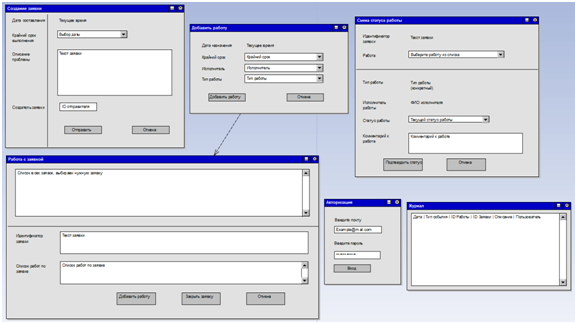 Создание заявки
Дата составления Текущее время
Крайний срок выполнения Выбор даты
Описание проблемы Текст заявки
Создатель заявки ID отправителя
Отправить Отмена
Добавить работу
Дата назначения Текущее время
Крайний срок Крайний срок
Исполнитель Исполнитель
Тип работы Тип работы
Добавить работу Отмена
Смена статуса работы
Идентификатор заявки Текст заявки
Работа Выберите работу из списка
Тип работы Тип работы
(конкретный)
Исполнитель работы ФИО исполнителя
Статус работы Текущий статус работы
Комментарий к работе Комментарий к работе
Подтвердить статус Отмена
Работа с заявкой
Список всех заявок, выбираем нужную заявку
Идентификатор заявки Текст заявки
Список работ по заявке Список работ по заявке
Добавить работу Закрыть заявку Отмена
Авторизация
Введите почту
Example@mail.com
Введите пароль
Вход
Журнал
Дата | Тип события | ID Работы | ID Заявки | Описание | Пользователь